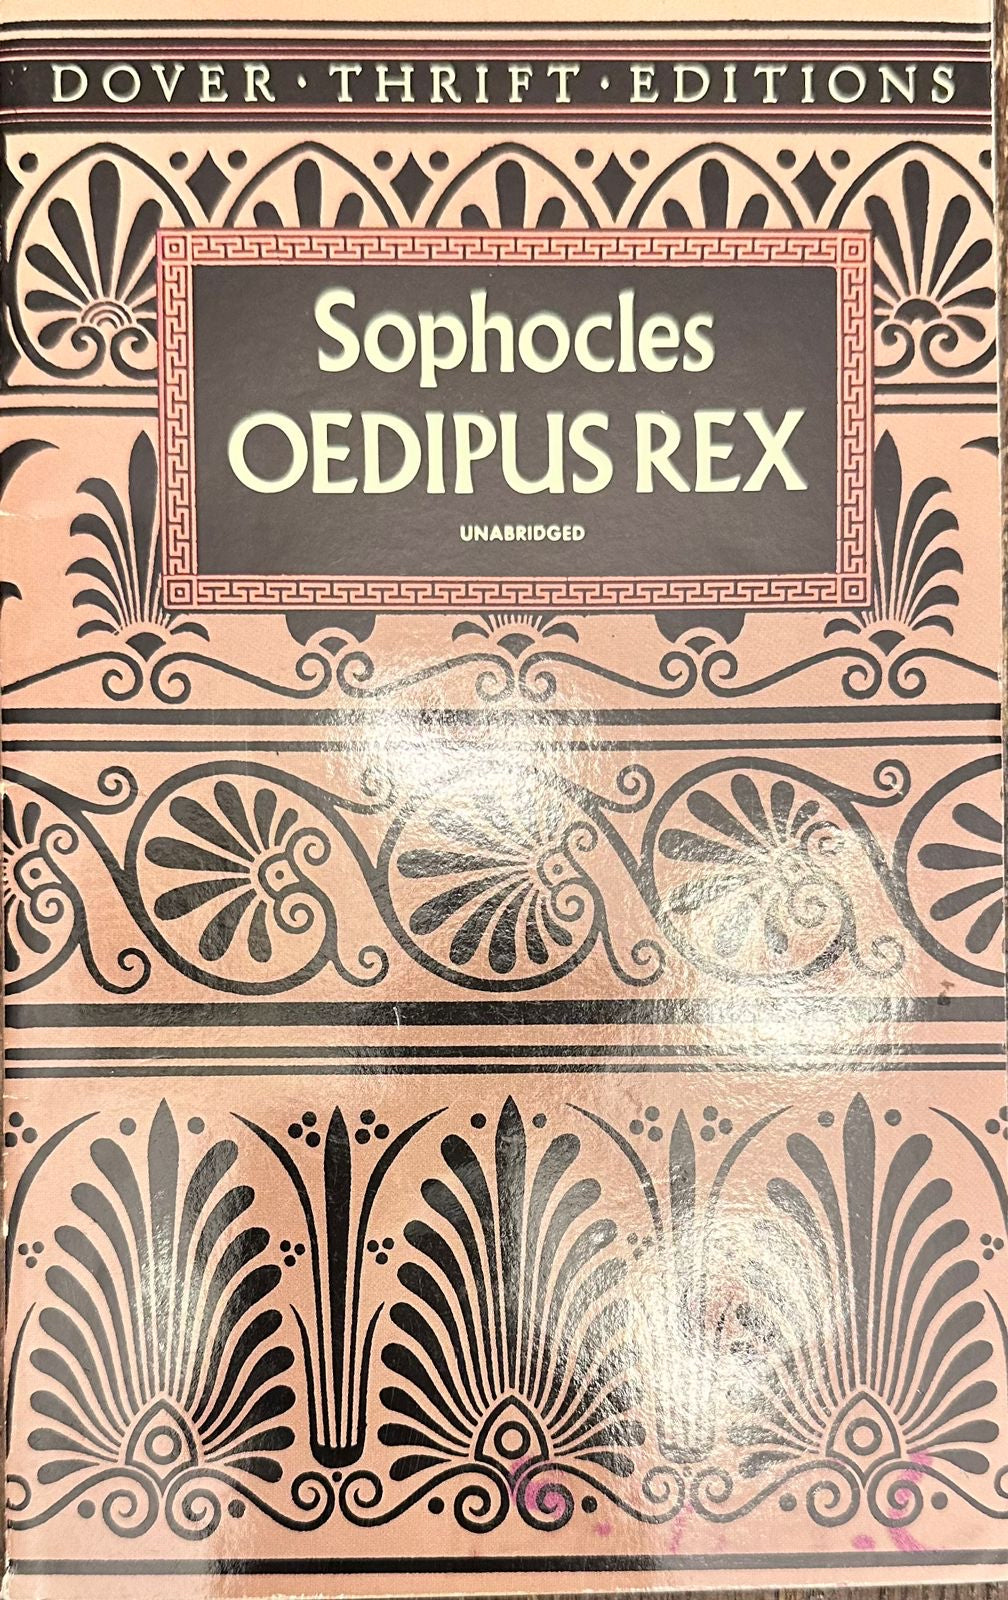 DOVER · THRIFT · EDITIONS
Sophocles
OEDIPUS REX
UNABRIDGED